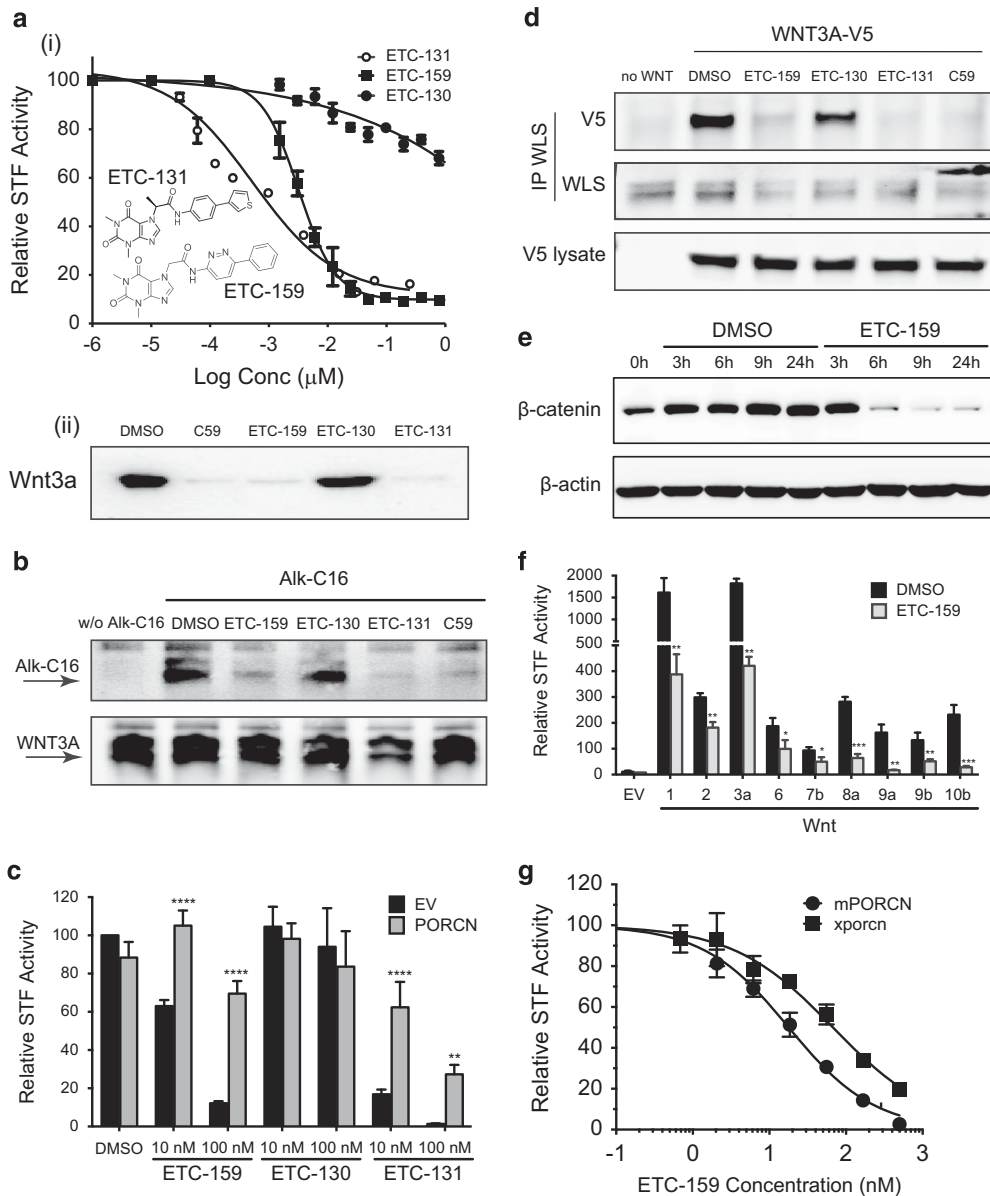 a
(i)
ETC-131
ETC-159
ETC-130
Relative STF Activity
100
80
60
40
20
0
ETC-131
ETC-159
-6 -5 -4 -3 -2 -1 -0
Log Conc (μM)
(ii)
DMSO C59 ETC-159 ETC-130 ETC-131
Wnt3a
b
Alk-C16
w/o Alk-C16 DMSO ETC-159 ETC-130 ETC-131 C59
Alk-C16
WNT3A
c
EV
PORCN
Relative STF Activity
120
100
80
60
40
20
0
**** **** **** **
DMSO 10 nM 100 nM 10 nM 100 nM 10 nM 100 nM
ETC-159 ETC-130 ETC-131
d
WNT3A-V5
no WNT DMSO ETC-159 ETC-130 ETC-131 C59
IP WLS
V5
WLS
V5 lysate
e
DMSO ETC-159
0h 3h 6h 9h 24h 3h 6h 9h 24h
β-catenin
β-actin
f
DMSO
ETC-159
Relative STF Activity
2000
1500
1000
500
400
300
200
100
0
** ** ** * * *** ** ** ***
EV 1 2 3a 6 7b 8a 9a 9b 10b
Wnt
g
mPORCN
xporcn
Relative STF Activity
120
100
80
60
40
20
0
-1 0 1 2 3
ETC-159 Concentration (nM)